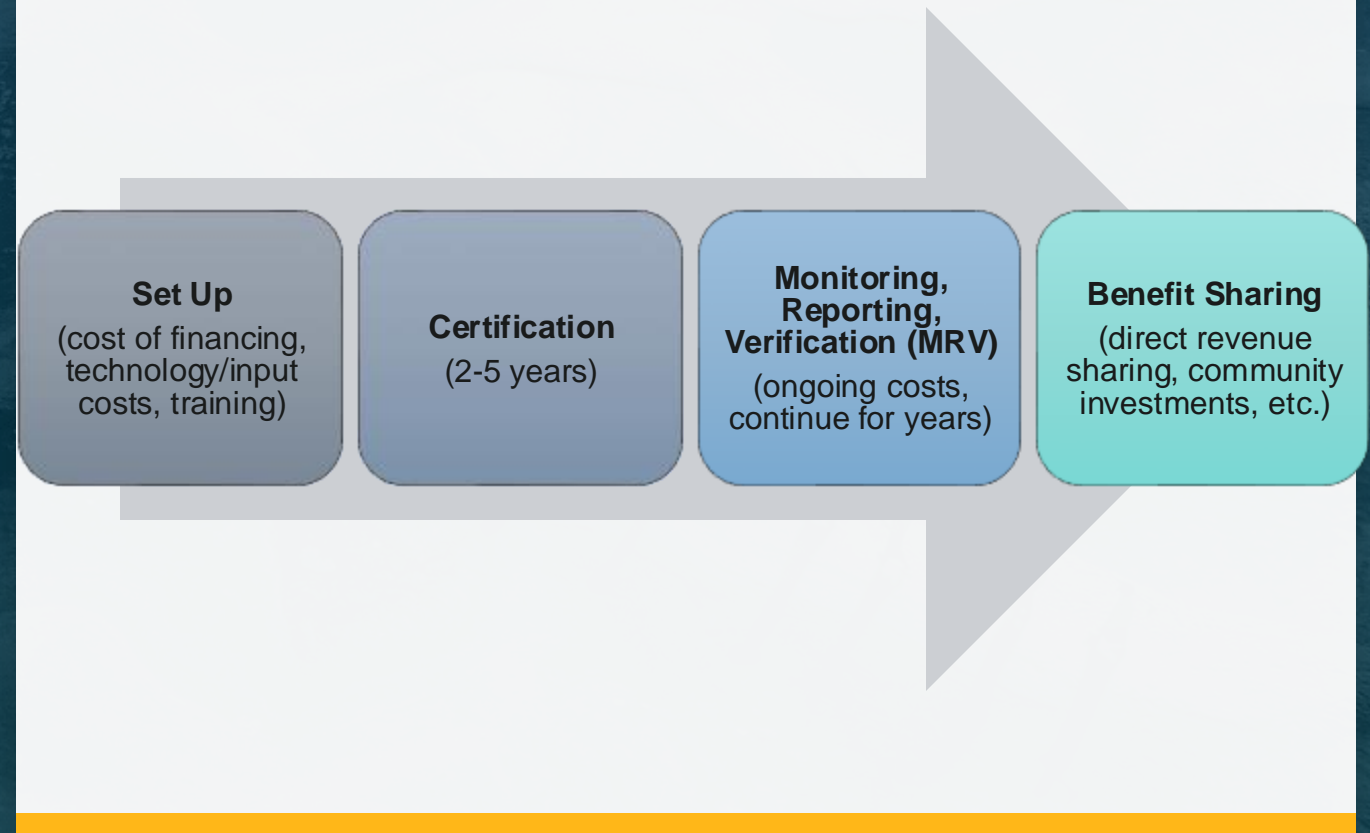 Set Up
(cost of financing,
technology/input
costs, training)
Certification
(2-5 years)
Monitoring,
Reporting,
Verification (MRV)
(ongoing costs,
continue for years)
Benefit Sharing
(direct revenue
sharing, community
investments, etc.)